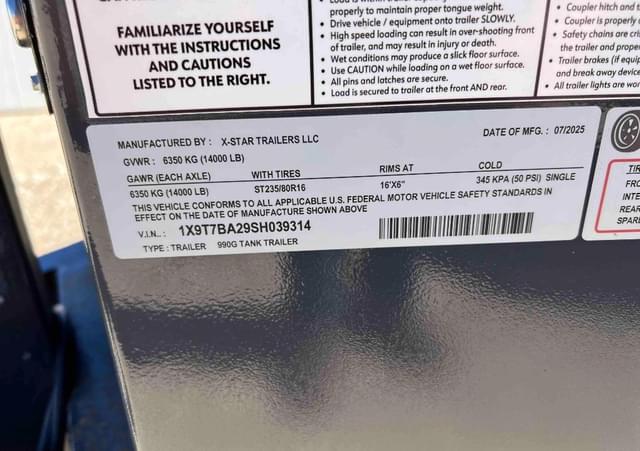 FAMILIARIZE YOURSELF
WITH THE INSTRUCTIONS
AND CAUTIONS
LISTED TO THE RIGHT.
properly to maintain proper tongue weight.
• Drive vehicle / equipment onto trailer SLOWLY.
• High speed loading can result in over-shooting front
of trailer, and may result in injury or death.
• Wet conditions may produce a slick floor surface.
• Use CAUTION while loading on a wet floor surface.
• All pins and latches are secure.
• Load is secured to trailer at the front AND rear.
• Coupler hitch and
• Coupler is properly
• Safety chains are
the trailer and
• Trailer brakes (if
and break away
• All trailer lights are
MANUFACTURED BY : X-STAR TRAILERS LLC
DATE OF MFG. : 07/2025
GVWR : 6350 KG (14000 LB)
GAWR (EACH AXLE) WITH TIRES RIMS AT COLD
6350 KG (14000 LB) ST235/80R16 16'X6" 345 KPA (50 PSI) SINGLE
THIS VEHICLE CONFORMS TO ALL APPLICABLE U.S. FEDERAL MOTOR VEHICLE SAFETY STANDARDS IN
EFFECT ON THE DATE OF MANUFACTURE SHOWN ABOVE
V.I.N.. : 1X9T7BA29SH039314
TYPE : TRAILER 990G TANK TRAILER
REAR